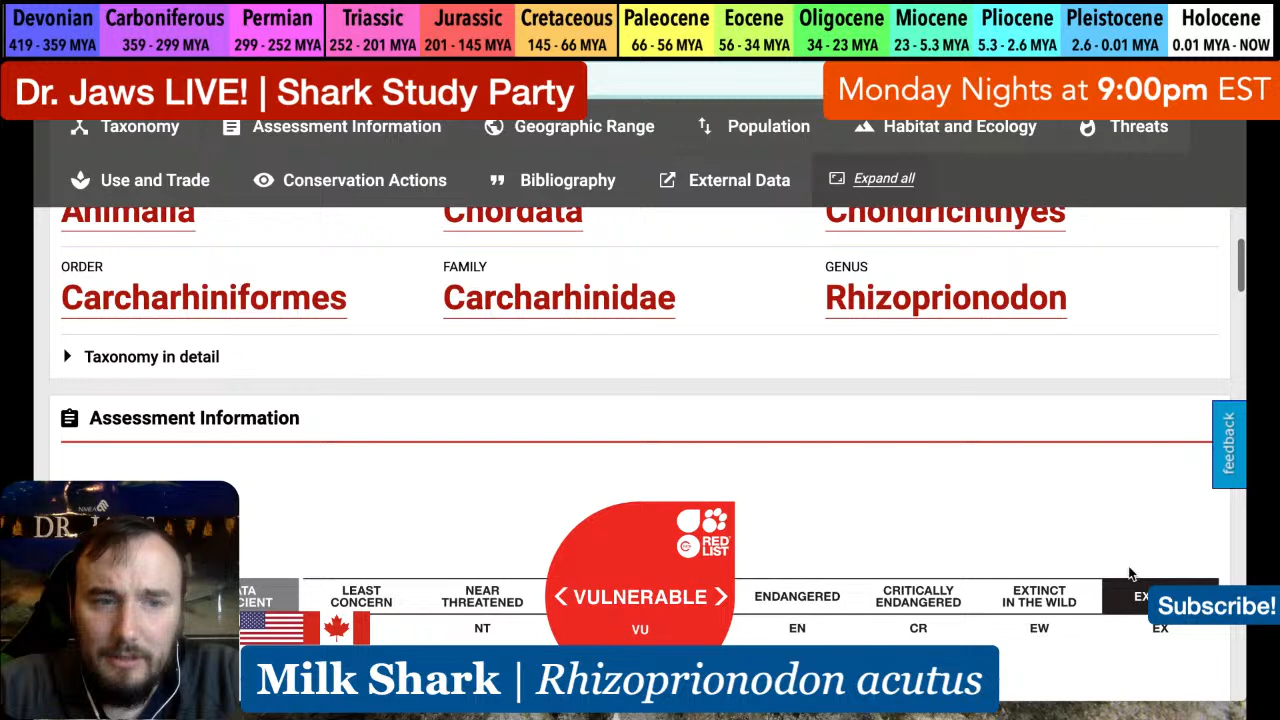 Devonian Carboniferous Permian Triassic Jurassic Cretaceous Paleocene Eocene Oligocene Miocene Pliocene Pleistocene Holocene
419 - 359 MYA 359 - 299 MYA 299 - 252 MYA 252 - 201 MYA 201 - 145 MYA 145 - 66 MYA 66 - 56 MYA 56 - 34 MYA 34 - 23 MYA 23 - 5.3 MYA 5.3 - 2.6 MYA 2.6 - 0.01 MYA 0.01 MYA - NOW
Dr. Jaws LIVE! | Shark Study Party
Monday Nights at 9:00pm EST
Taxonomy Assessment Information Geographic Range Population Habitat and Ecology Threats
Use and Trade Conservation Actions Bibliography External Data Expand all
Animalia Chordata Chondrichthyes
ORDER FAMILY GENUS
Carcharhiniformes Carcharhinidae Rhizoprionodon
Taxonomy in detail
Assessment Information
feedback
NMEA
DR. JAWS
RED
LIST
LEAST
CONCERN
NEAR
THREATENED
< VULNERABLE >
ENDANGERED
CRITICALLY
ENDANGERED
EXTINCT
IN THE WILD
NT VU EN CR EW EX
Subscribe!
Milk Shark | Rhizoprionodon acutus